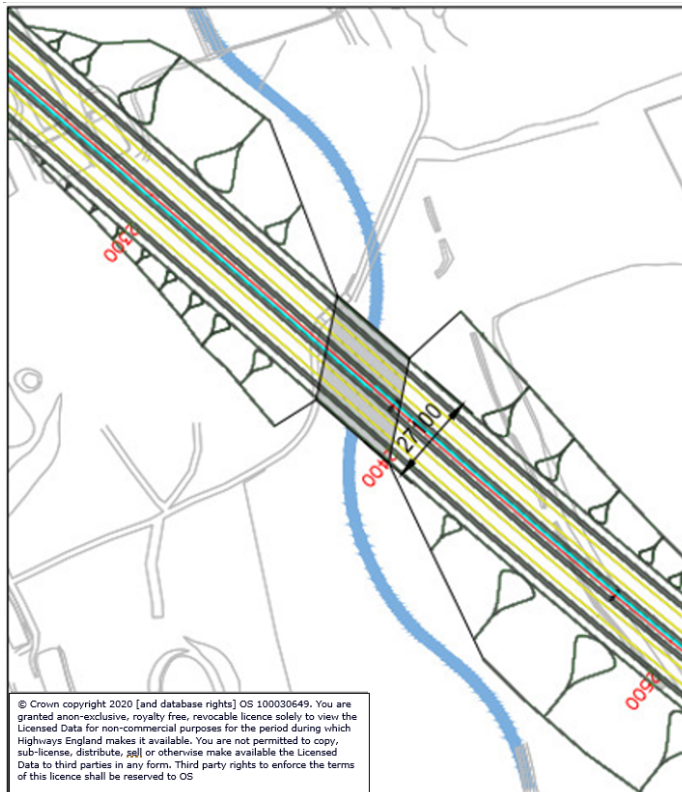 2300
27100
2500
© Crown copyright 2020 [and database rights] OS 100030649. You are
granted anon-exclusive, royalty free, revocable licence solely to view the
Licensed Data for non-commercial purposes for the period during which
Highways England makes it available. You are not permitted to copy,
sub-license, distribute, sell or otherwise make available the Licensed
Data to third parties in any form. Third party rights to enforce the terms
of this licence shall be reserved to OS